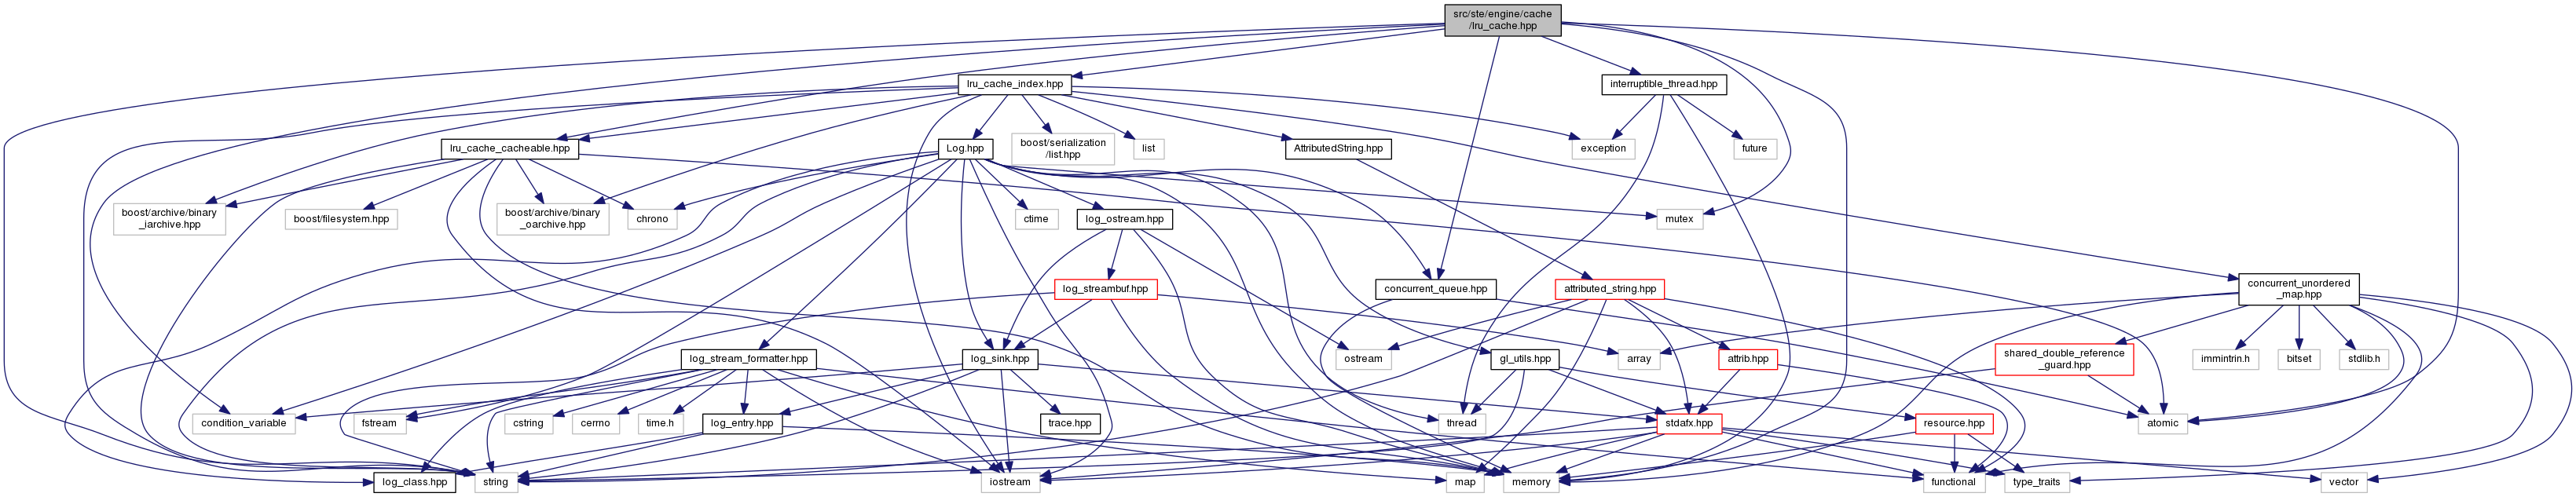 src/ste/engine/cache
/lru_cache.hpp
lru_cache_index.hpp
interruptible_thread.hpp
lru_cache_cacheable.hpp
Log.hpp
boost/serialization
/list.hpp
list
AttributedString.hpp
exception
future
boost/archive/binary
_iarchive.hpp
boost/filesystem.hpp
boost/archive/binary
_oarchive.hpp
chrono
ctime
log_ostream.hpp
mutex
log_streambuf.hpp
concurrent_queue.hpp
attributed_string.hpp
concurrent_unordered
_map.hpp
log_stream_formatter.hpp
log_sink.hpp
ostream
gl_utils.hpp
array
attrib.hpp
shared_double_reference
_guard.hpp
immintrin.h
bitset
stdlib.h
condition_variable
fstream
cstring
cerrno
time.h
log_entry.hpp
trace.hpp
thread
stdafx.hpp
resource.hpp
atomic
log_class.hpp
string
iostream
map
memory
functional
type_traits
vector